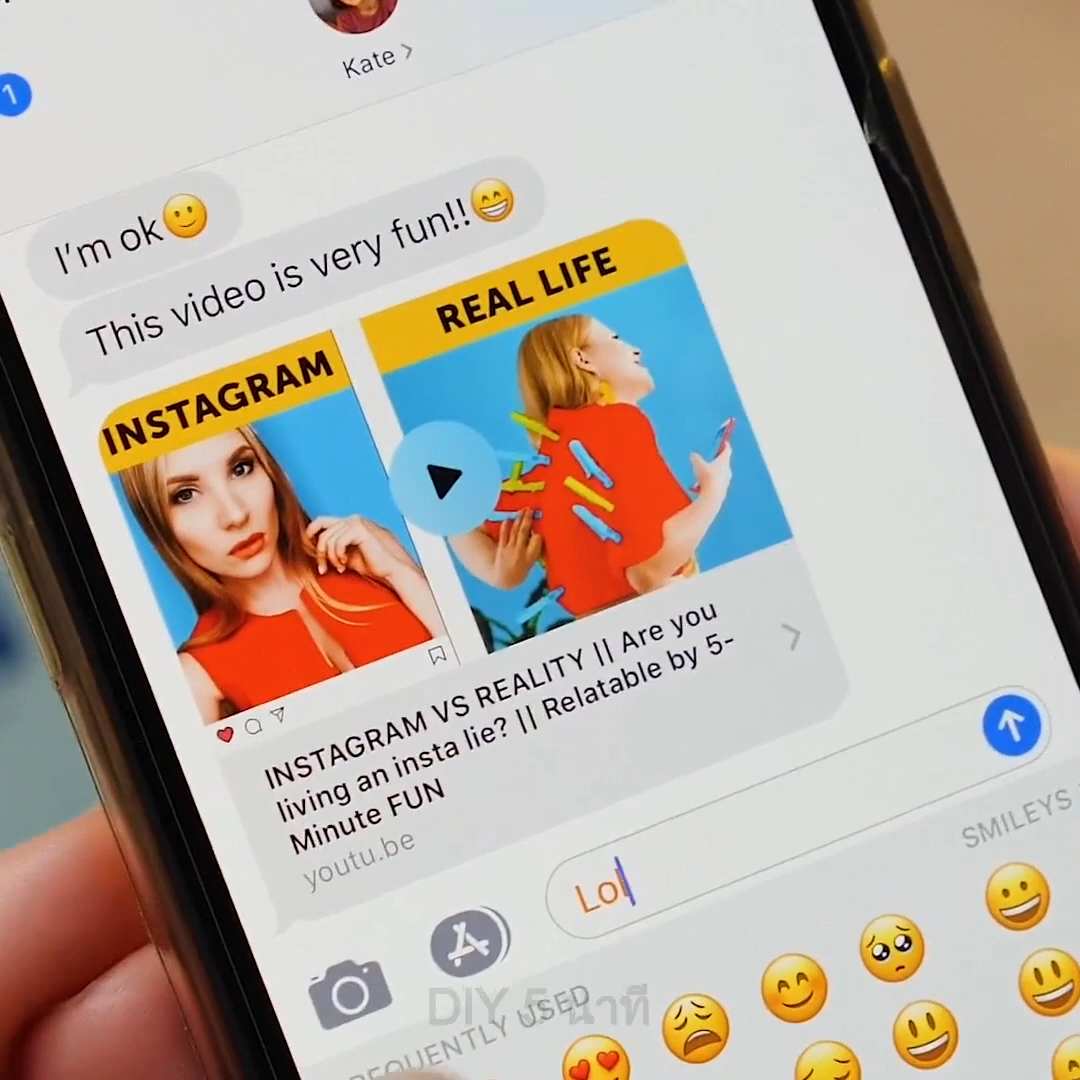 1
Kate >
I'm ok🙂
This video is very fun!!😁
INSTAGRAM
REAL LIFE
INSTAGRAM VS REALITY || Are you
living an insta lie? || Relatable by 5-
Minute FUN
youtu.be
Lol
SMILEYS
FREQUENTLY USED
DIY 5 นาที